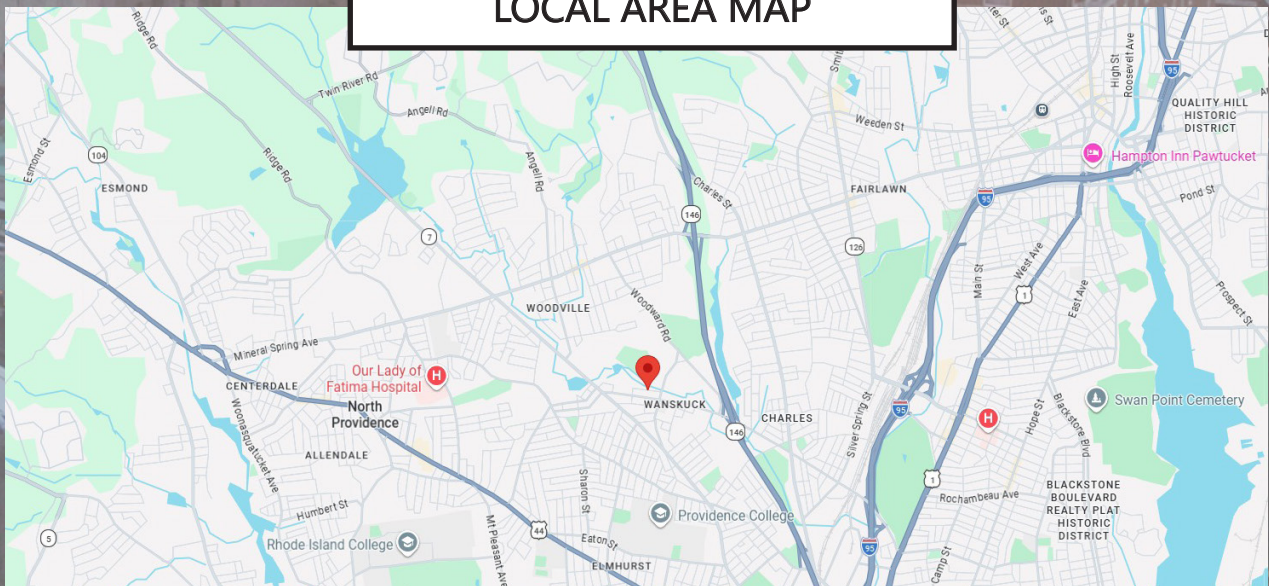 LOCAL AREA MAP
Ridge Rd
Twin River Rd
Angell Rd
Weeden St
High St
Roosevelt Ave
95
QUALITY HILL
HISTORIC
DISTRICT
Hampton Inn Pawtucket
Esmond St
104
ESMOND
Ridge Rd
Angell Rd
Charles St
FAIRLAWN
95
Pond St
146
7
126
Main St
West Ave
1
East Ave
Prospect St
WOODVILLE
Woodward Rd
Mineral Spring Ave
Our Lady of
Fatima Hospital
H
CENTERDALE
North
Providence
WANSKUCK
CHARLES
146
Silver Spring St
95
H
Hope St
Blackstone Blvd
Swan Point Cemetery
Woonasquatucket Ave
ALLENDALE
Sharon St
Humbert St
Mt Pleasant Ave
44
Providence College
Eaton St
ELMHURST
1
Rochambeau Ave
BLACKSTONE
BOULEVARD
REALTY PLAT
HISTORIC
DISTRICT
5
Rhode Island College
95
Camp St